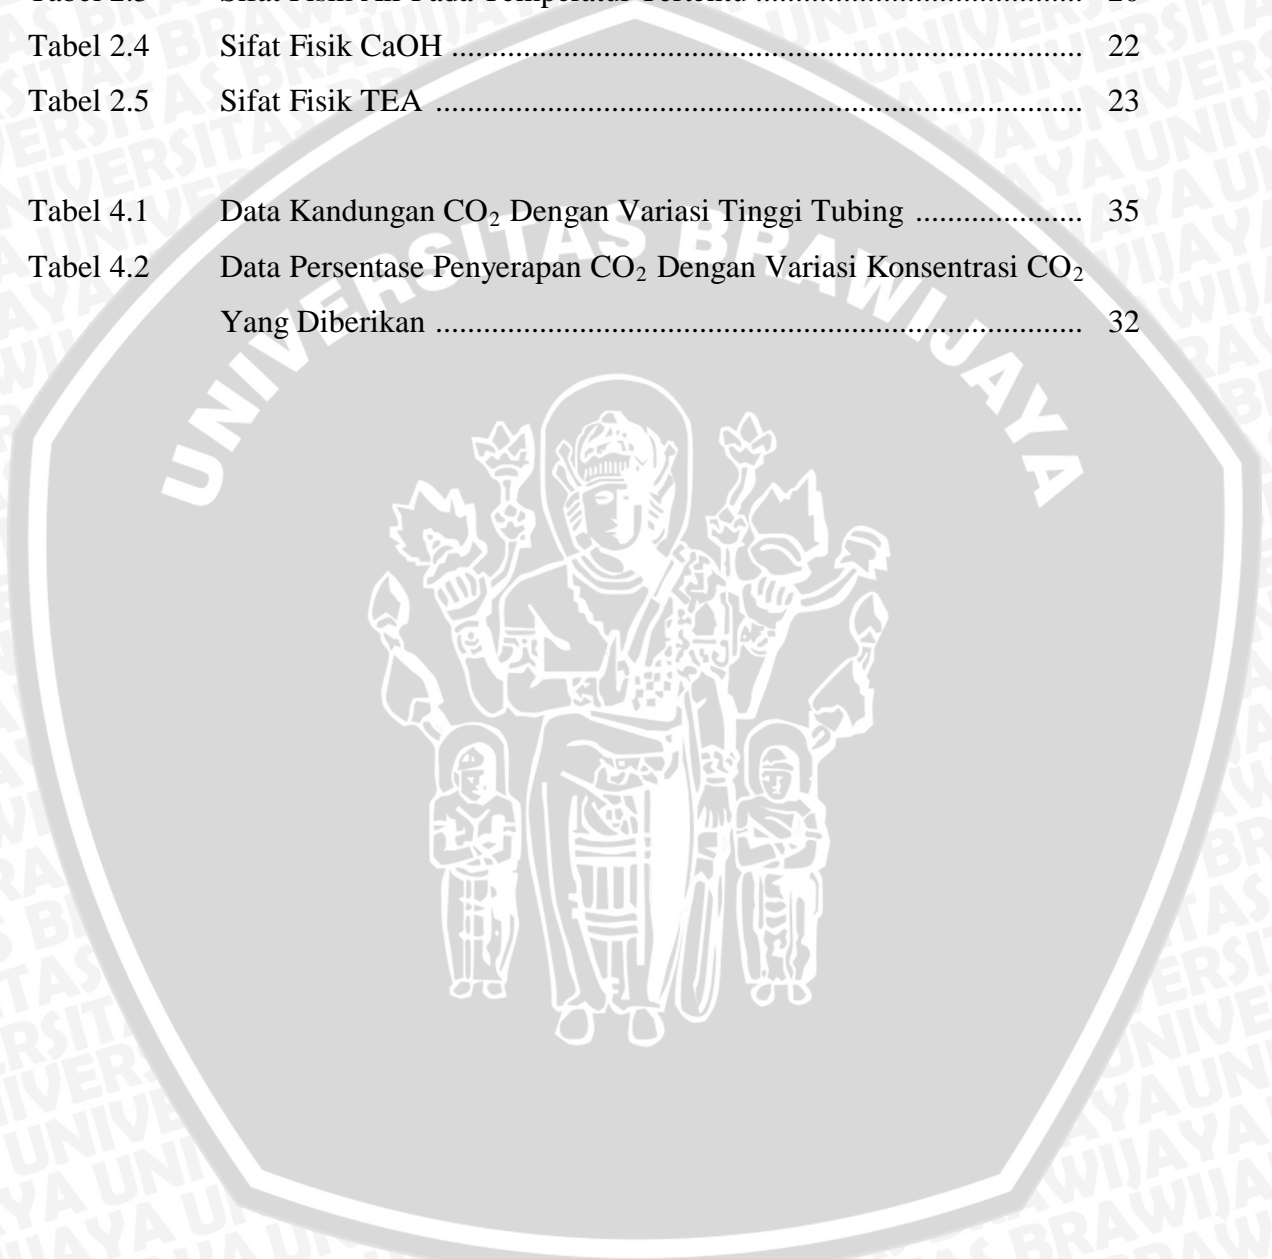 Tabel 2.4 Sifat Fisik CaOH .................................................................... 22
Tabel 2.5 Sifat Fisik TEA ..................................................................... 23
Tabel 4.1 Data Kandungan CO₂ Dengan Variasi Tinggi Tubing .................. 35
Tabel 4.2 Data Persentase Penyerapan CO₂ Dengan Variasi Konsentrasi CO₂
Yang Diberikan ..................................................................... 32
UNIVERSITAS BRAWIJAYA